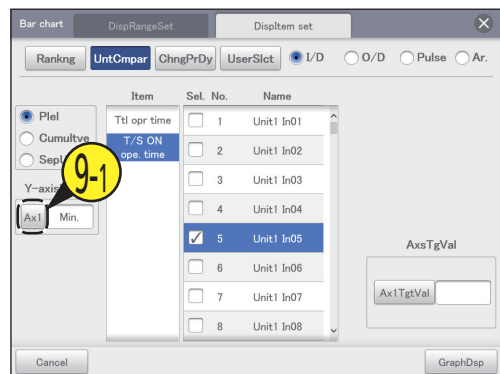 Bar chart DispRangeSet DispItem set
Rankng UntCmpar ChngPrDy UserSlct I/D O/D Pulse Ar.
Item Sel. No. Name
Plel
Cumultve
Ttl opr time
T/S ON
ope. time
1 Unit1 In01
2 Unit1 In02
3 Unit1 In03
4 Unit1 In04
5 Unit1 In05
6 Unit1 In06
7 Unit1 In07
8 Unit1 In08
9-1
Ax1 Min.
AxsTgVal
Ax1TgtVal
Cancel GraphDsp